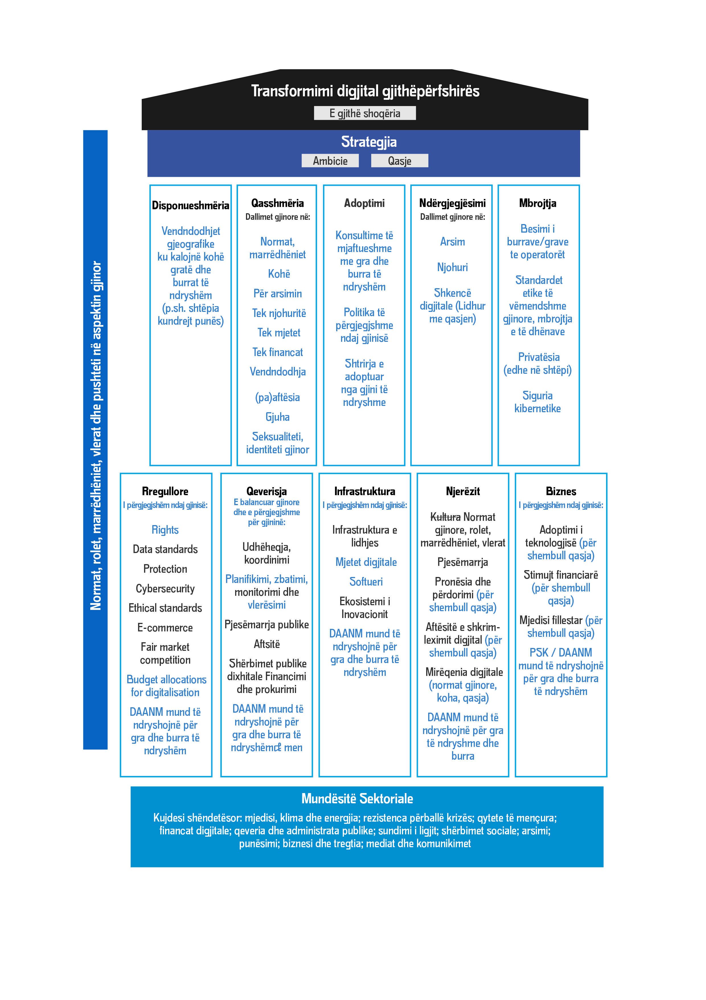 Transformimi digjital gjithëpërfshirës
E gjithë shoqëria
Strategjia
Ambicie
Qasje
Normat, rolet, marrëdhëniet, vlerat dhe pushteti në aspektin gjinor
Disponueshmëria
Vendndodhjet
gjeografike
ku kalojnë kohë
gratë dhe
burrat të
ndryshëm
(p.sh. shtëpia
kundrejt punës)
Qasshmëria
Dallimet gjinore në:
Normat,
marrëdhëniet
Kohë
Për arsimin
Tek njohuritë
Tek mjetet
Tek financat
Vendndodhja
(pa)aftësia
Gjuha
Seksualiteti,
identiteti gjinor
Adoptimi
Konsultime të
mjaftueshme
me gra dhe
burra të
ndryshëm
Politika të
përgjegjshme
ndaj gjinisë
Shtrirja e
adoptuar
nga gjini të
ndryshme
Ndërgjegjësimi
Dallimet gjinore në:
Arsim
Njohuri
Shkencë
digjitale (Lidhur
me qasjen)
Mbrojtja
Besimi i
burrave/grave
te operatorët
Standardet
etike të
vëmendshme
gjinore, mbrojtja
e të dhënave
Privatësia
(edhe në shtëpi)
Siguria
kibernetike
Rregullore
I përgjegjshëm ndaj gjinisë:
Rights
Data standards
Protection
Cybersecurity
Ethical standards
E-commerce
Fair market
competition
Budget allocations
for digitalisation
DAANM mund të
ndryshojnë për
gra dhe burra të
ndryshëm
Qeverisja
E balancuar gjinore
dhe e përgjegjshme
për gjininë:
Udhëheqja,
koordinimi
Planifikimi, zbatimi,
monitorimi dhe
vlerësimi
Pjesëmarrja publike
Aftsitë
Shërbimet publike
dixhitale Financimi
dhe prokurimi
DAANM mund të
ndryshojnë për
gra dhe burra të
ndryshëm& men
Infrastruktura
I përgjegjshëm ndaj gjinisë:
Infrastruktura e
lidhjes
Mjetet digjitale
Softueri
Ekosistemi i
Inovacionit
DAANM mund të
ndryshojnë për
gra dhe burra të
ndryshëm
Njerëzit
Kultura Normat
gjinore, rolet,
marrëdhëniet, vlerat
Pjesëmarrja
Pronësia dhe
përdorimi (për
shembull qasja)
Aftësitë e shkrim-
leximit digjital (për
shembull qasja)
Mirëqenia digjitale
(normat gjinore,
koha, qasja)
DAANM mund të
ndryshojnë për gra
të ndryshme dhe
burra
Biznes
I përgjegjshëm ndaj gjinisë:
Adoptimi i
teknologjisë (për
shembull qasja)
Stimujt financiarë
(për shembull
qasja)
Mjedisi fillestar (për
shembull qasja)
PSK / DAANM
mund të ndryshojnë
për gra dhe burra
të ndryshëm
Mundësitë Sektoriale
Kujdesi shëndetësor: mjedisi, klima dhe energjia; rezistenca përballë krizës; qytete të mençura;
financat digjitale; qeveria dhe administrata publike; sundimi i ligjit; shërbimet sociale; arsimi;
punësimi; biznesi dhe tregtia; mediat dhe komunikimet